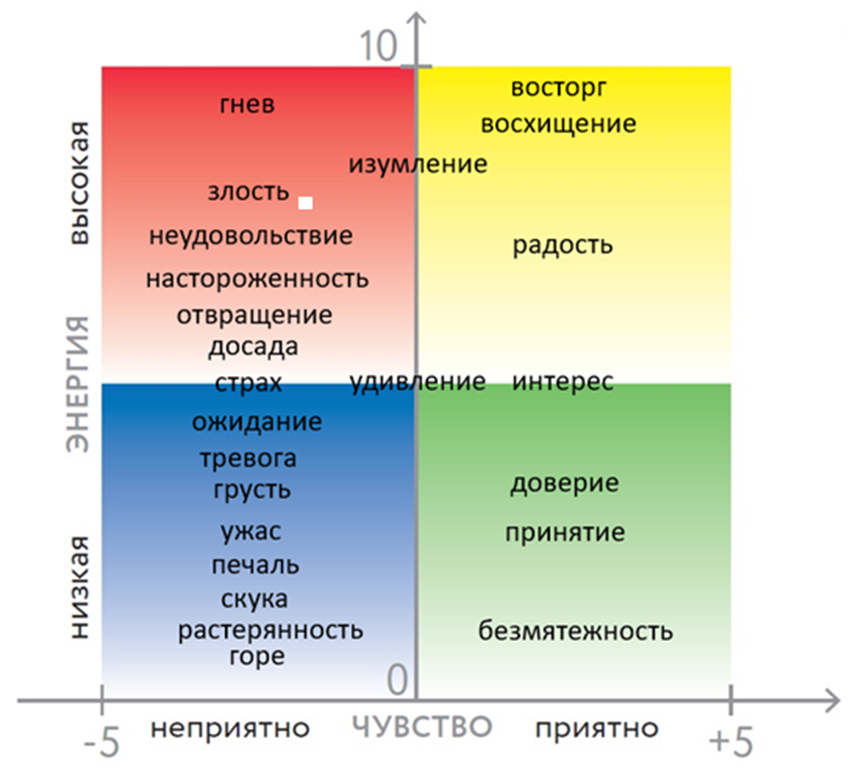 10
гнев
восторг
восхищение
изумление
злость
неудовольствие
радость
настороженность
отвращение
досада
страх
удивление
интерес
ожидание
тревога
грусть
доверие
ужас
принятие
печаль
скука
растерянность
безмятежность
горе
высокая
ЭНЕРГИЯ
низкая
0
-5
неприятно
ЧУВСТВО
приятно
+5